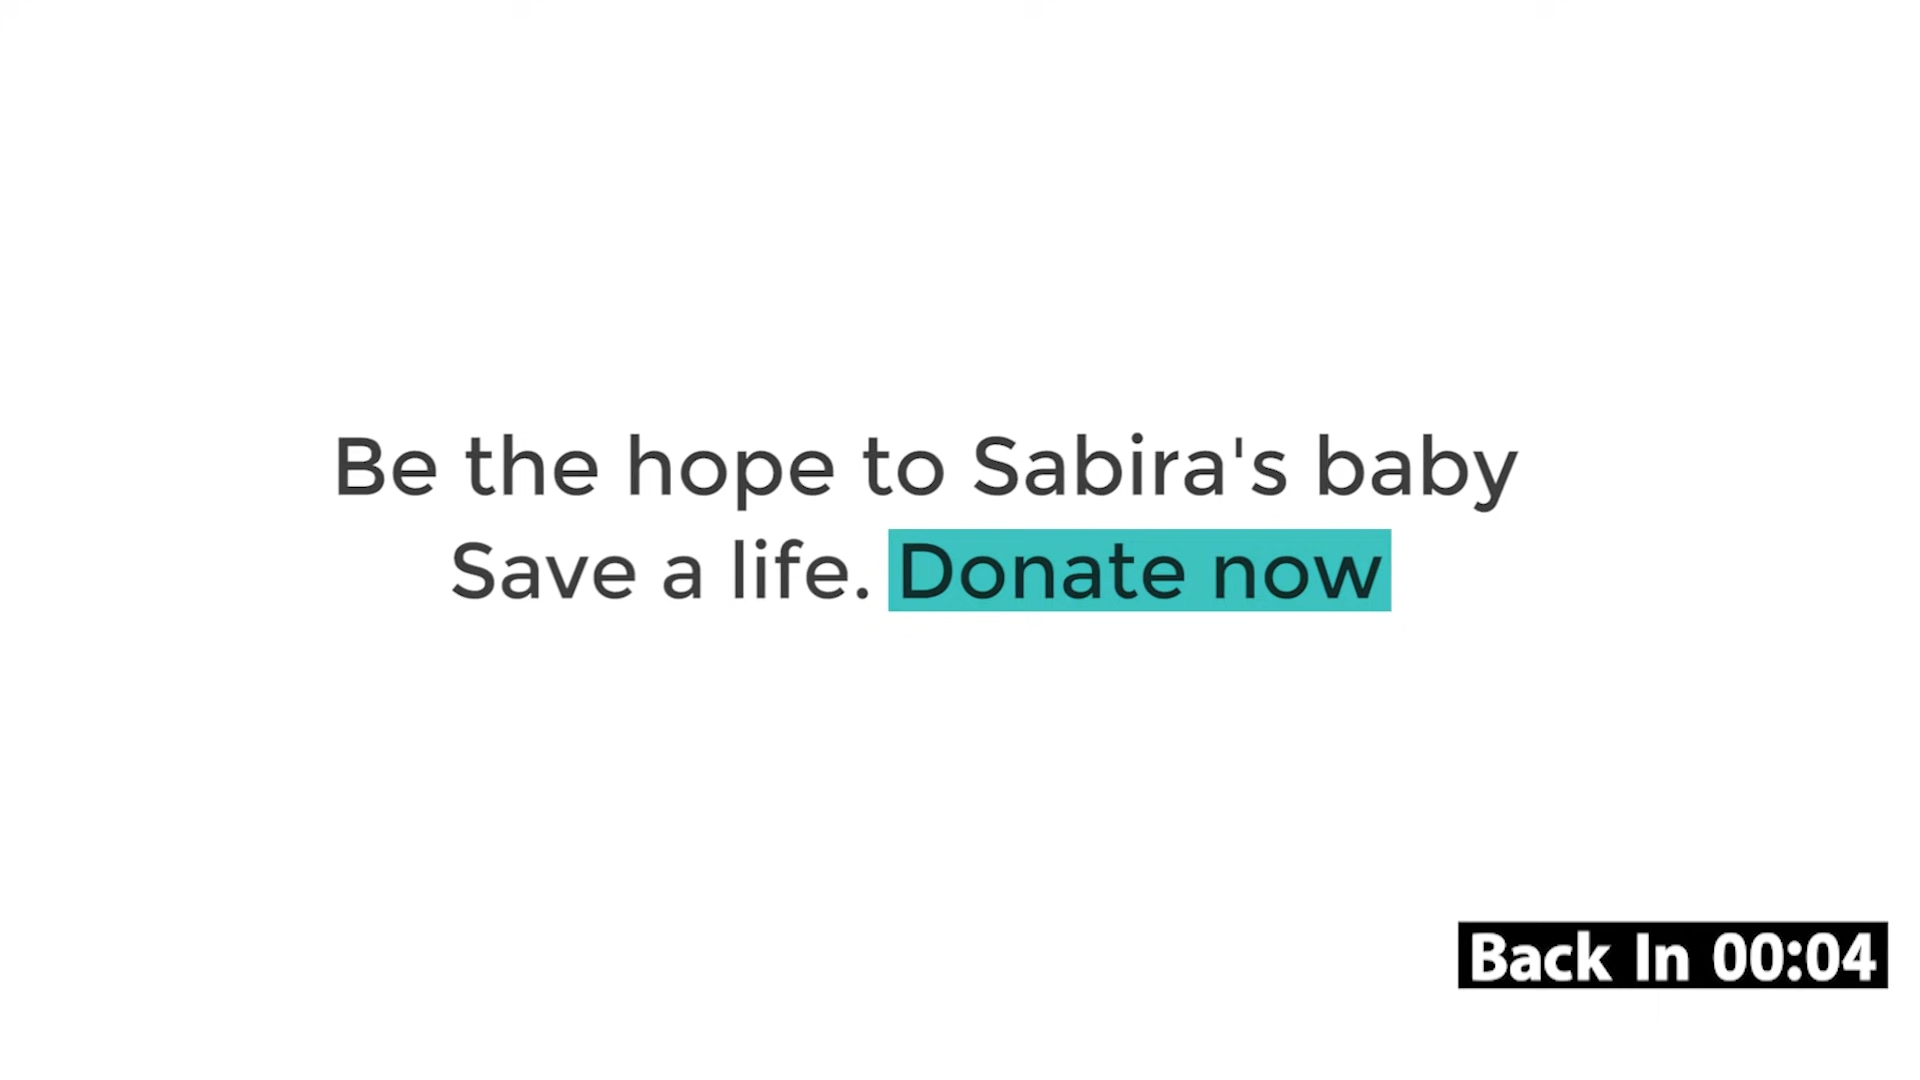 Be the hope to Sabira's baby
Save a life. Donate now
Back In 00:04